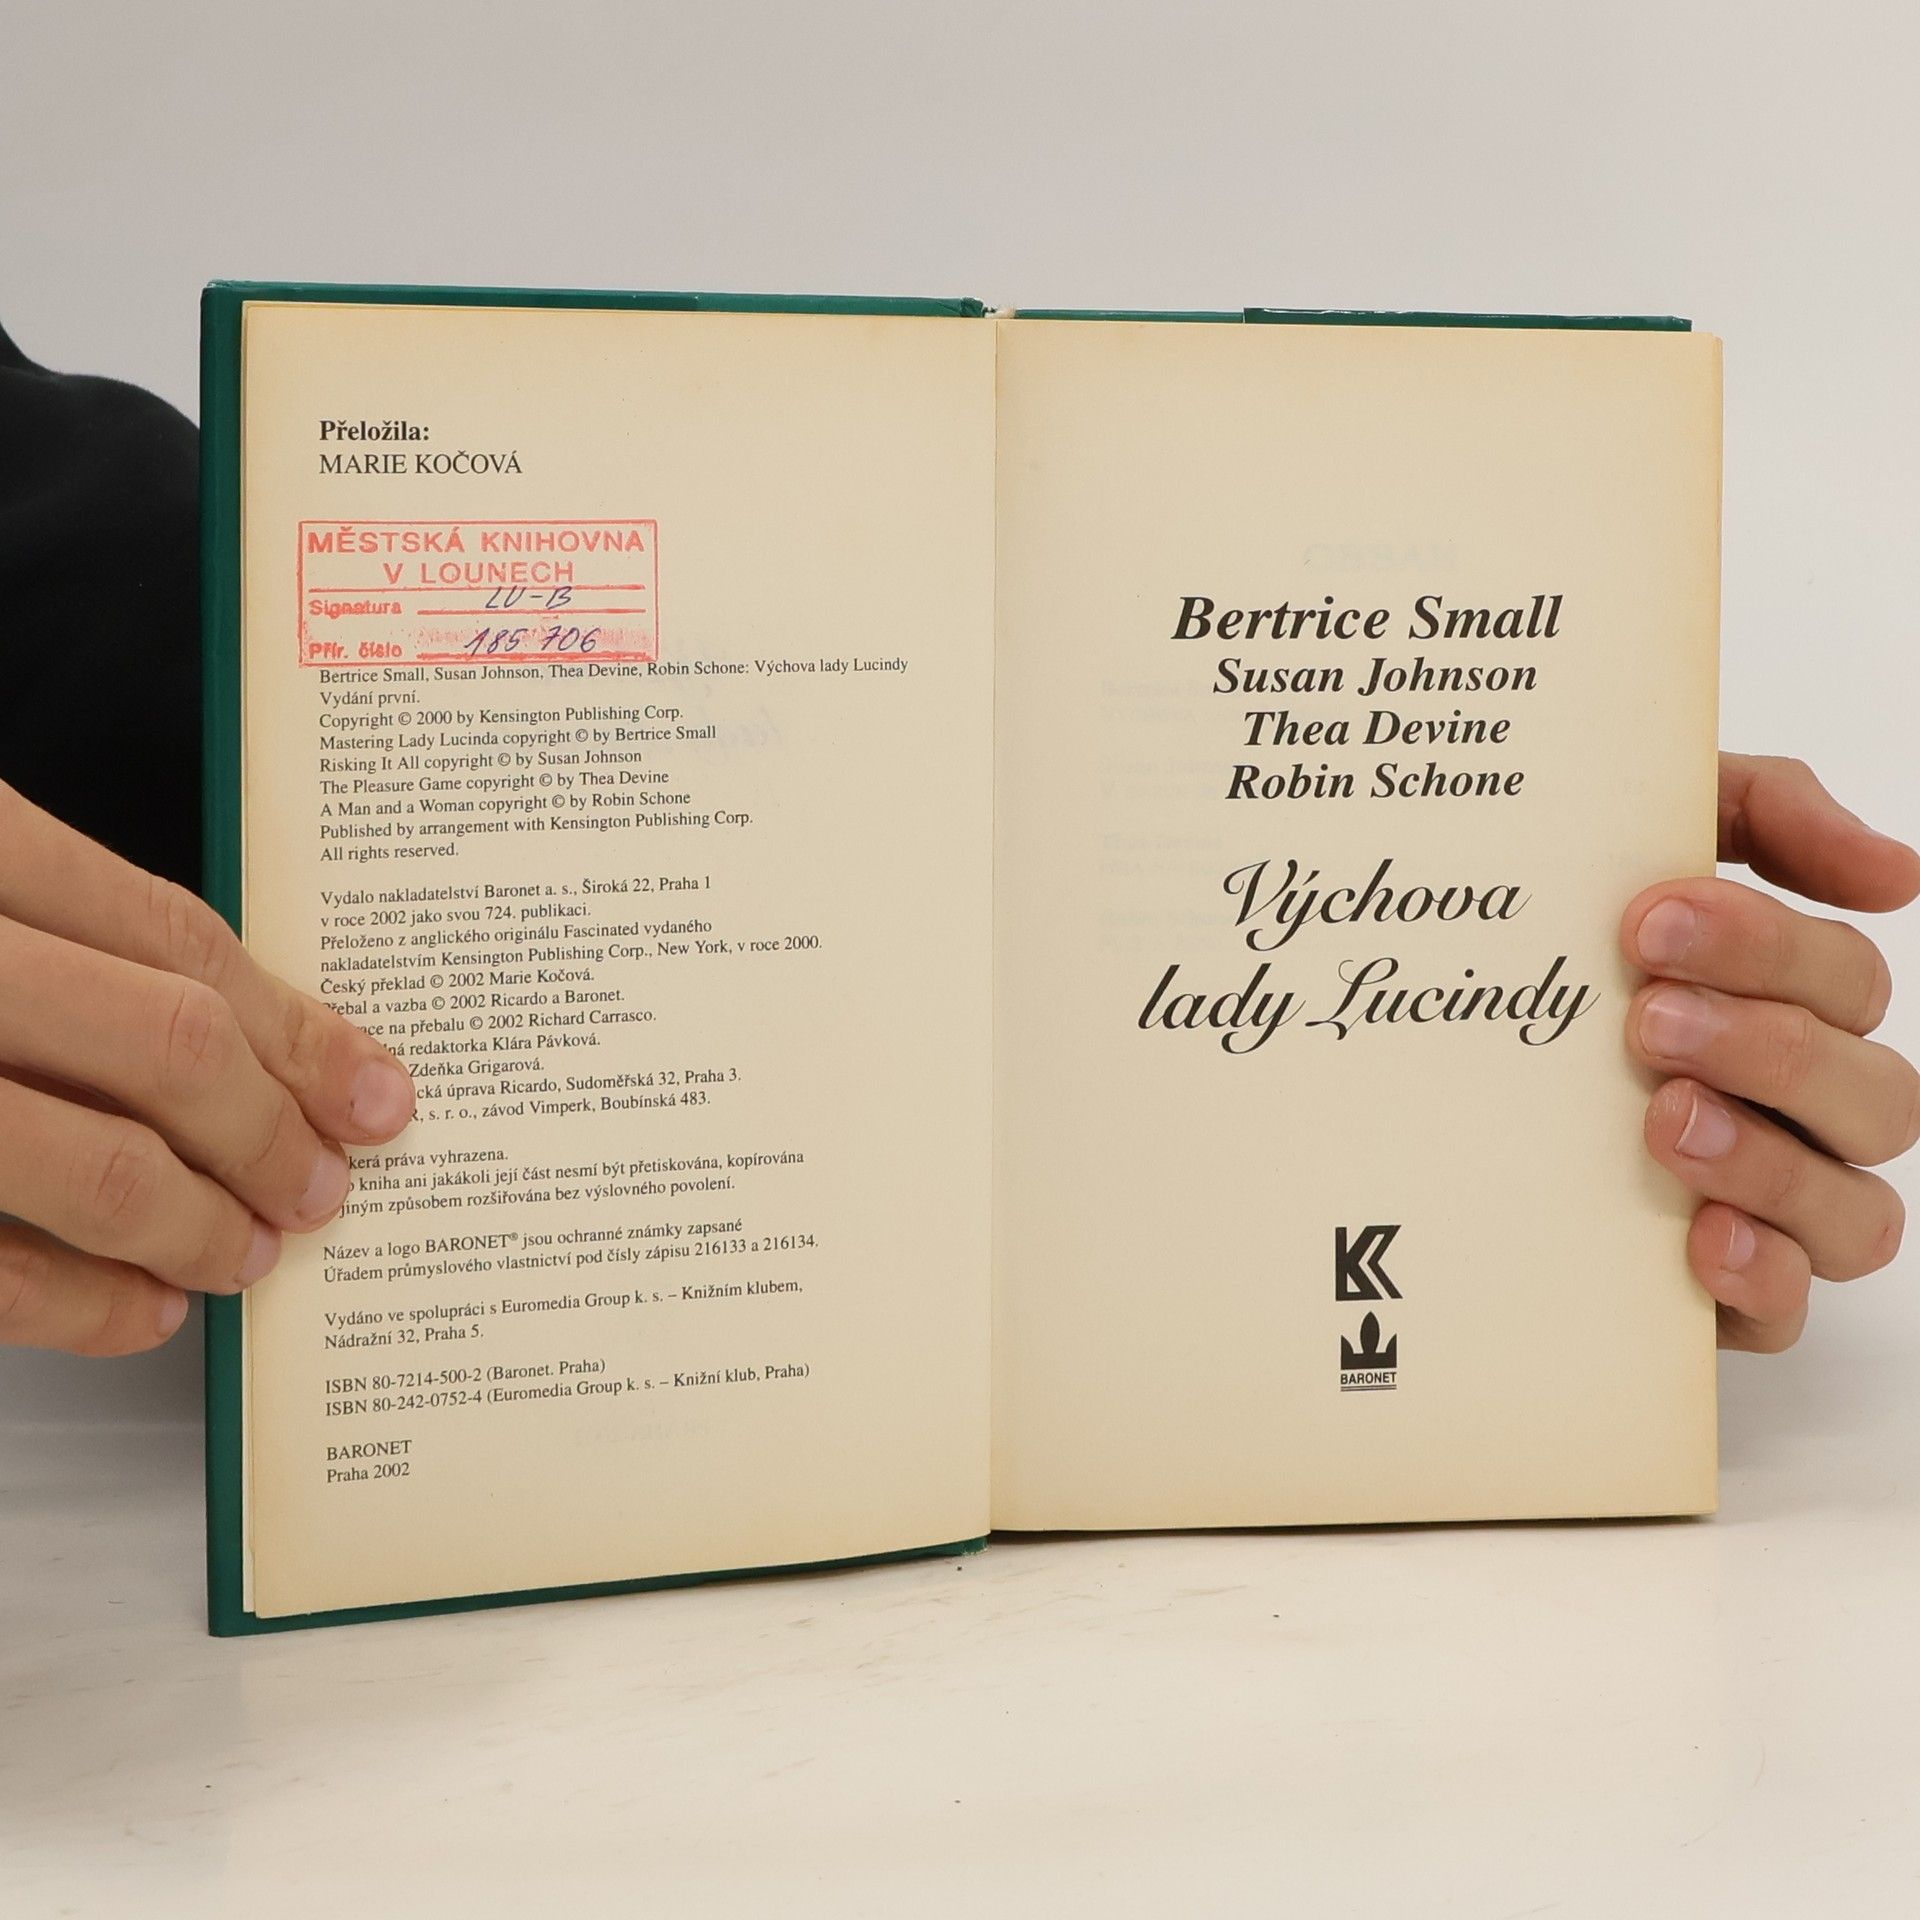 Přeložila:
MARIE KOČOVÁ
MĚSTSKÁ KNIHOVNA
V LOUNECH
Signatura LU-B
Přír. číslo 185 706
Bertrice Small, Susan Johnson, Thea Devine, Robin Schone: Výchova lady Lucindy
Vydání první.
Copyright © 2000 by Kensington Publishing Corp.
Mastering Lady Lucinda copyright © by Bertrice Small
Risking It All copyright © by Susan Johnson
The Pleasure Game copyright © by Thea Devine
A Man and a Woman copyright © by Robin Schone
Published by arrangement with Kensington Publishing Corp.
All rights reserved.
Vydalo nakladatelství Baronet a. s., Široká 22, Praha 1
v roce 2002 jako svou 724. publikaci.
Přeloženo z anglického originálu Fascinated vydaného
nakladatelstvím Kensington Publishing Corp., New York, v roce 2000.
Český překlad © 2002 Marie Kočová.
a vazba © 2002 Ricardo a Baronet.
na přebalu © 2002 Richard Carrasco.
redaktorka Klára Pávková.
Zdeňka Grigarová.
úprava Ricardo, Sudoměřská 32, Praha 3.
s. r. o., závod Vimperk, Boubínská 483.
práva vyhrazena.
kniha ani jakákoli její část nesmí být přetiskována, kopírována
jiným způsobem rozšiřována bez výslovného povolení.
Název a logo BARONET® jsou ochranné známky zapsané
Úřadem průmyslového vlastnictví pod čísly zápisu 216133 a 216134.
Vydáno ve spolupráci s Euromedia Group k. s. – Knižním klubem,
Nádražní 32, Praha 5.
ISBN 80-7214-500-2 (Baronet. Praha)
ISBN 80-242-0752-4 (Euromedia Group k. s. – Knižní klub, Praha)
BARONET
Praha 2002
Bertrice Small
Susan Johnson
Thea Devine
Robin Schone
Výchova
lady Lucindy
BARONET